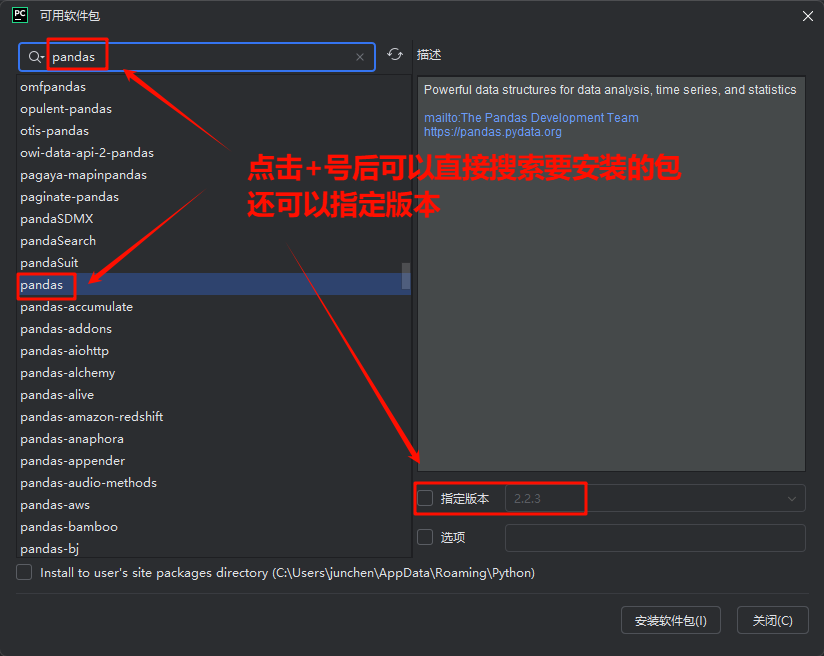 PC 可用软件包
pandas
描述
omfpandas
opulent-pandas
otis-pandas
owi-data-api-2-pandas
pagaya-mapinpandas
paginate-pandas
pandaSDMX
pandaSearch
pandaSuit
pandas
pandas-accumulate
pandas-addons
pandas-aiohttp
pandas-alchemy
pandas-alive
pandas-amazon-redshift
pandas-anaphora
pandas-appender
pandas-audio-methods
pandas-aws
pandas-bamboo
pandas-bj
Powerful data structures for data analysis, time series, and statistics
mailto:The Pandas Development Team
https://pandas.pydata.org
点击+号后可以直接搜索要安装的包
还可以指定版本
指定版本 2.2.3
选项
Install to user's site packages directory (C:\Users\junchen\AppData\Roaming\Python)
安装软件包(I) 关闭(C)